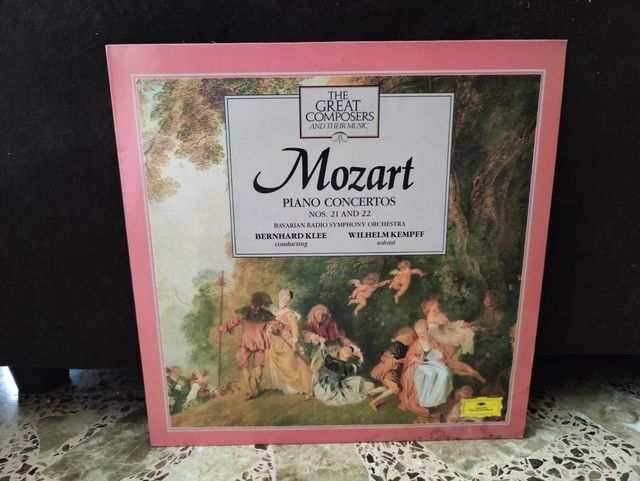 THE
GREAT
COMPOSERS
AND THEIR MUSIC
Mozart
PIANO CONCERTOS
NOS. 21 AND 22
BAVARIAN RADIO SYMPHONY ORCHESTRA
BERNHARD KLEE WILHELM KEMPFF
conducting soloist